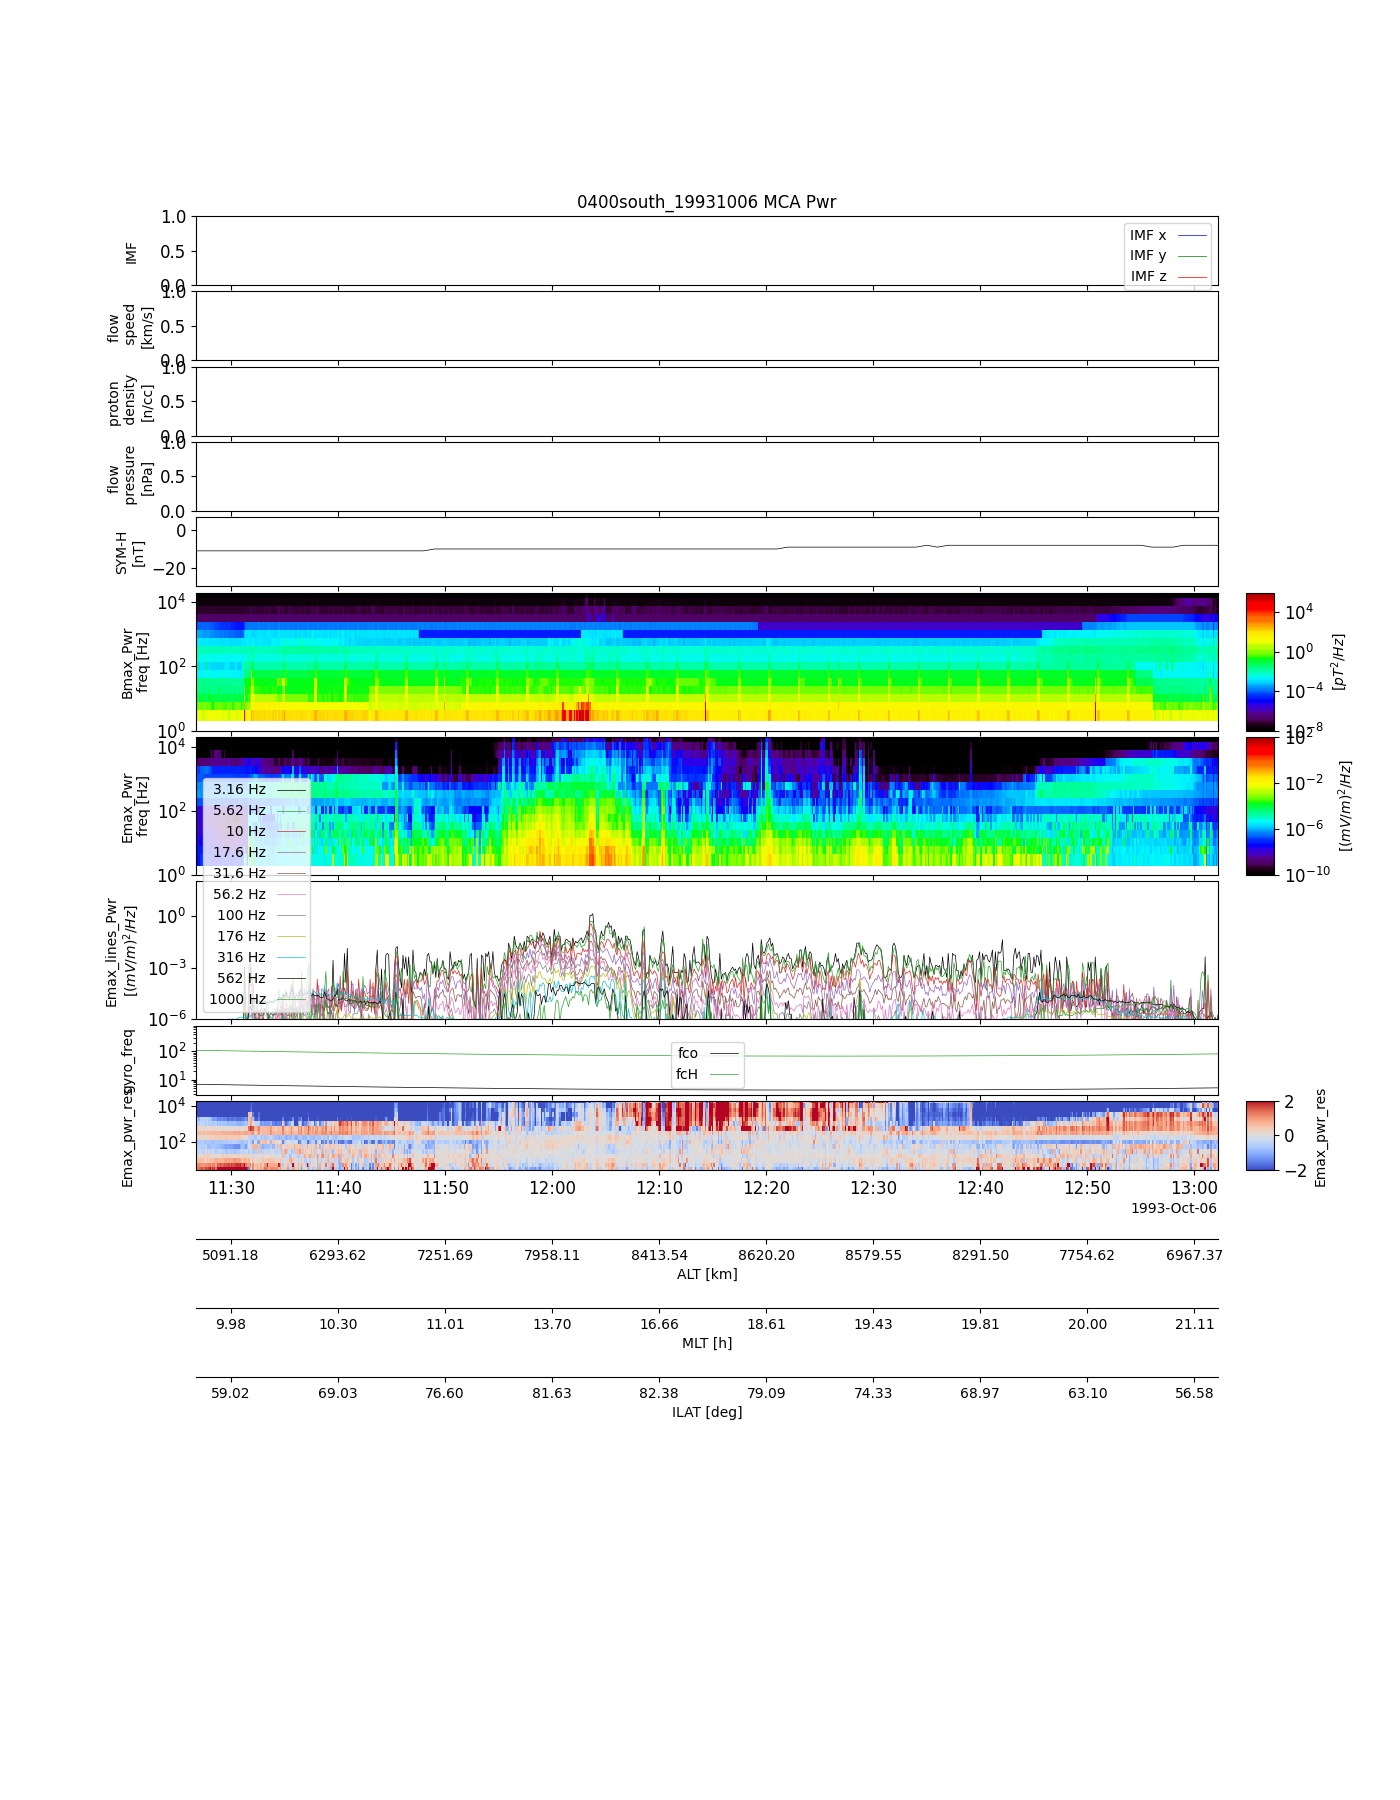 0400south_19931006 MCA Pwr
1.0
0.5
0.0
IMF
IMF x
IMF y
IMF z
1.0
0.5
0.0
flow
speed
[km/s]
1.0
0.5
0.0
proton
density
[n/cc]
1.0
0.5
0.0
flow
pressure
[nPa]
0
−20
SYM-H
[nT]
10^4
10^2
10^0
Bmax_Pwr
freq [Hz]
10^4
10^0
10^−4
10^−8
[pT^2/Hz]
10^4
10^2
10^0
Emax_Pwr
freq [Hz]
10^2
10^−2
10^−6
10^−10
[(mV/m)^2/Hz]
3.16 Hz
5.62 Hz
10 Hz
17.6 Hz
31.6 Hz
56.2 Hz
100 Hz
176 Hz
316 Hz
562 Hz
1000 Hz
10^0
10^−3
10^−6
Emax_lines_Pwr
[(mV/m)^2/Hz]
10^2
10^1
gyro_freq
fco
fcH
10^4
10^2
Emax_pwr_res
2
0
−2
Emax_pwr_res
11:30 11:40 11:50 12:00 12:10 12:20 12:30 12:40 12:50 13:00
1993-Oct-06
5091.18 6293.62 7251.69 7958.11 8413.54 8620.20 8579.55 8291.50 7754.62 6967.37
ALT [km]
9.98 10.30 11.01 13.70 16.66 18.61 19.43 19.81 20.00 21.11
MLT [h]
59.02 69.03 76.60 81.63 82.38 79.09 74.33 68.97 63.10 56.58
ILAT [deg]